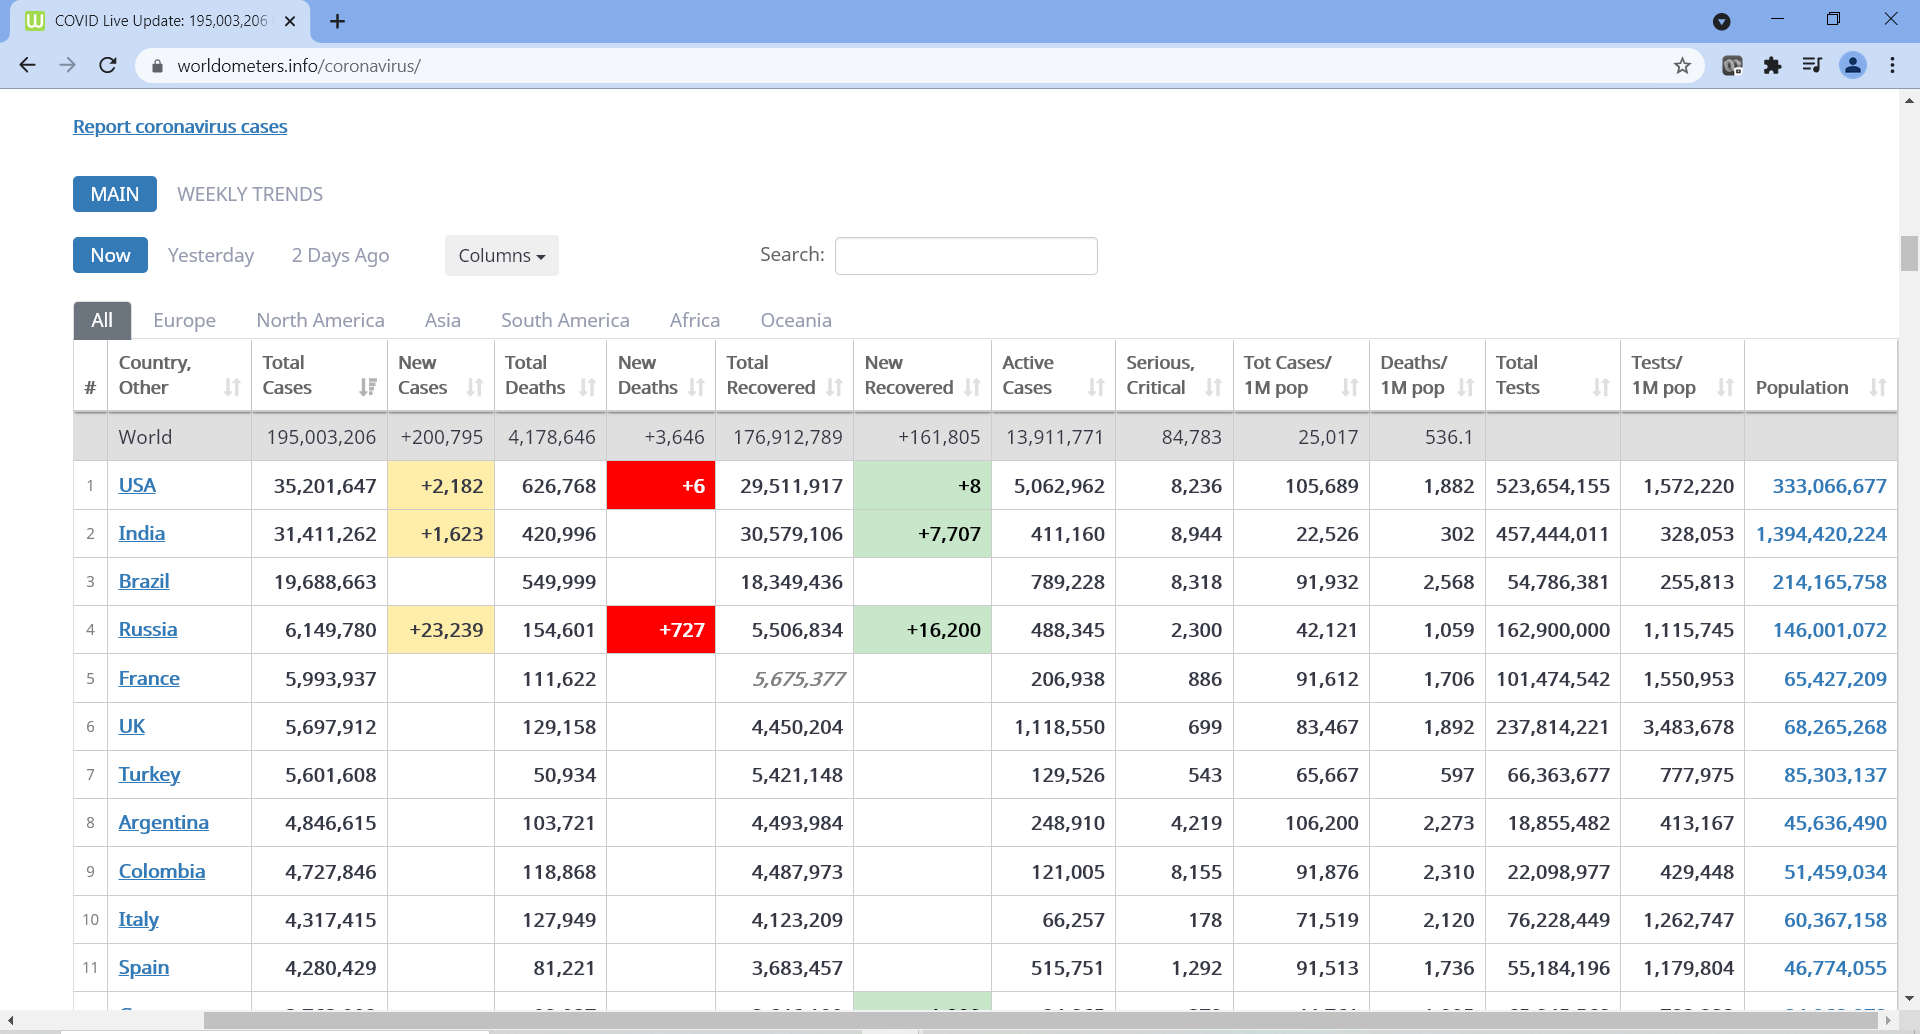 COVID Live Update: 195,003,206
worldometers.info/coronavirus/
Report coronavirus cases
MAIN WEEKLY TRENDS
Now Yesterday 2 Days Ago Columns Search:
All Europe North America Asia South America Africa Oceania
# Country, Other Total Cases New Cases Total Deaths New Deaths Total Recovered New Recovered Active Cases Serious, Critical Tot Cases/ 1M pop Deaths/ 1M pop Total Tests Tests/ 1M pop Population
World 195,003,206 +200,795 4,178,646 +3,646 176,912,789 +161,805 13,911,771 84,783 25,017 536.1
1 USA 35,201,647 +2,182 626,768 +6 29,511,917 +8 5,062,962 8,236 105,689 1,882 523,654,155 1,572,220 333,066,677
2 India 31,411,262 +1,623 420,996 30,579,106 +7,707 411,160 8,944 22,526 302 457,444,011 328,053 1,394,420,224
3 Brazil 19,688,663 549,999 18,349,436 789,228 8,318 91,932 2,568 54,786,381 255,813 214,165,758
4 Russia 6,149,780 +23,239 154,601 +727 5,506,834 +16,200 488,345 2,300 42,121 1,059 162,900,000 1,115,745 146,001,072
5 France 5,993,937 111,622 5,675,377 206,938 886 91,612 1,706 101,474,542 1,550,953 65,427,209
6 UK 5,697,912 129,158 4,450,204 1,118,550 699 83,467 1,892 237,814,221 3,483,678 68,265,268
7 Turkey 5,601,608 50,934 5,421,148 129,526 543 65,667 597 66,363,677 777,975 85,303,137
8 Argentina 4,846,615 103,721 4,493,984 248,910 4,219 106,200 2,273 18,855,482 413,167 45,636,490
9 Colombia 4,727,846 118,868 4,487,973 121,005 8,155 91,876 2,310 22,098,977 429,448 51,459,034
10 Italy 4,317,415 127,949 4,123,209 66,257 178 71,519 2,120 76,228,449 1,262,747 60,367,158
11 Spain 4,280,429 81,221 3,683,457 515,751 1,292 91,513 1,736 55,184,196 1,179,804 46,774,055